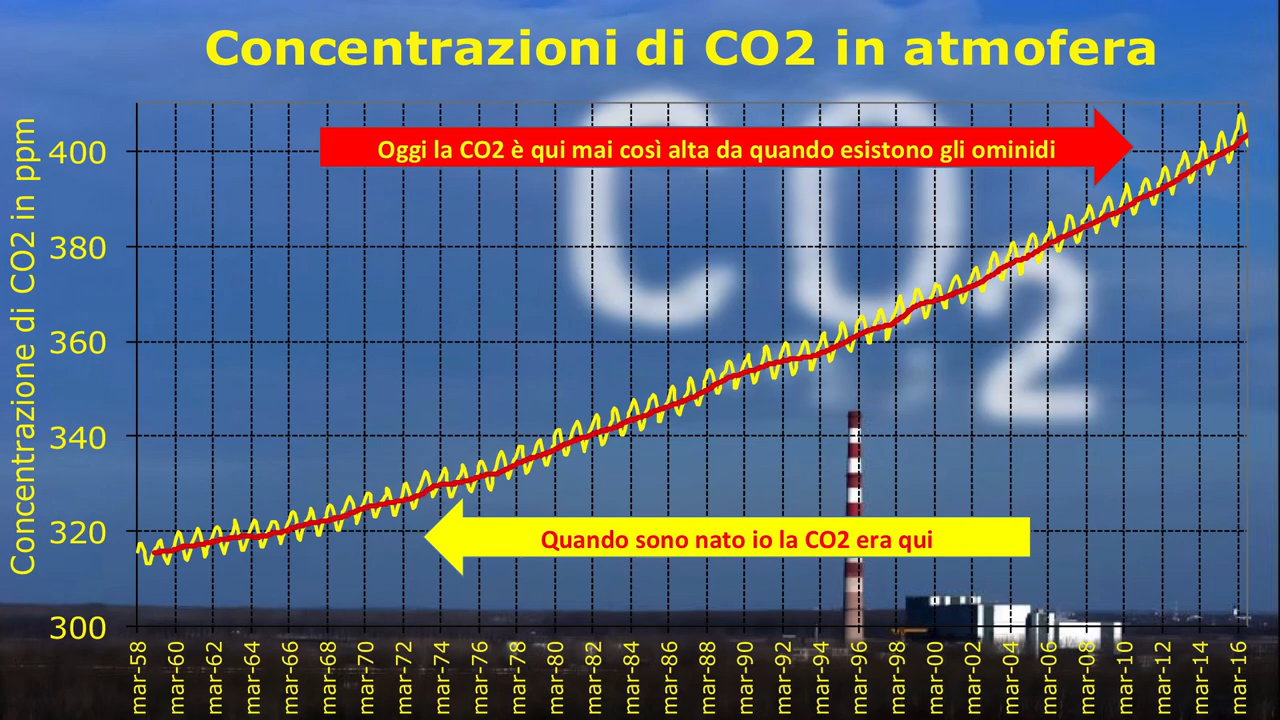 Concentrazioni di CO2 in atmofera
Concentrazione di CO2 in ppm
400
380
360
340
320
300
Oggi la CO2 è qui mai così alta da quando esistono gli ominidi
CO2
Quando sono nato io la CO2 era qui
mar-58
mar-60
mar-62
mar-64
mar-66
mar-68
mar-70
mar-72
mar-74
mar-76
mar-78
mar-80
mar-82
mar-84
mar-86
mar-88
mar-90
mar-92
mar-94
mar-96
mar-98
mar-00
mar-02
mar-04
mar-06
mar-08
mar-10
mar-12
mar-14
mar-16